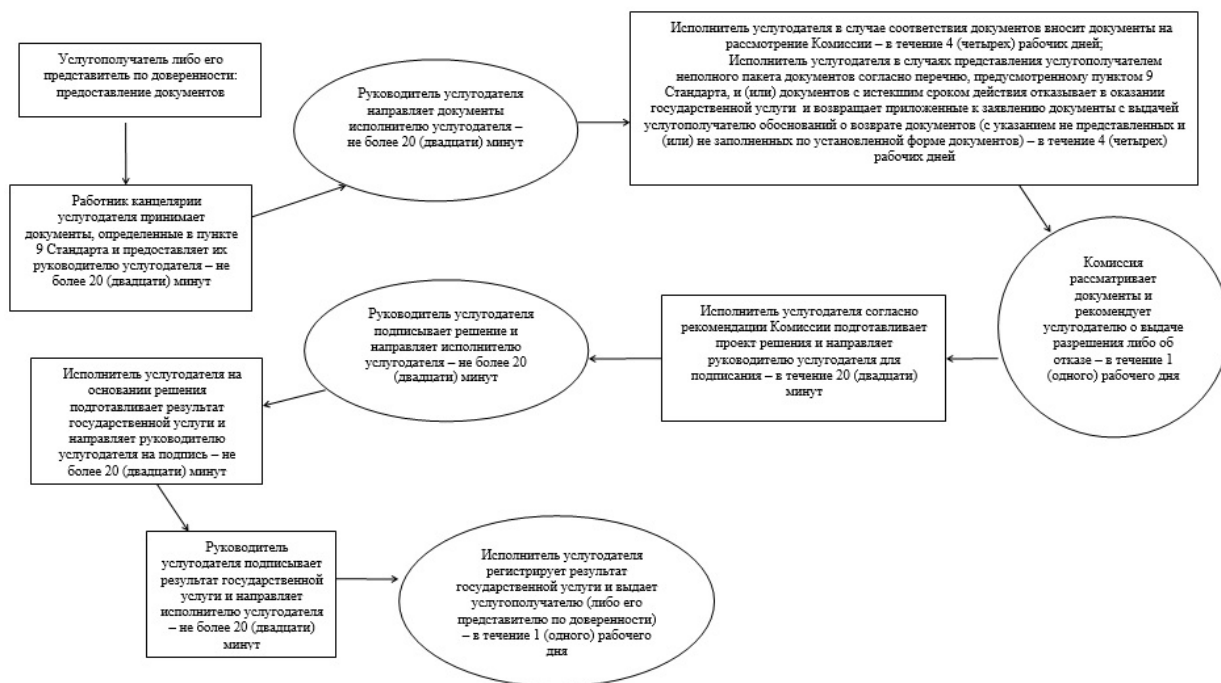 Услугополучатель либо его
представитель по доверенности:
предоставление документов
Работник канцелярии
услугодателя принимает
документы, определенные в пункте
9 Стандарта и предоставляет их
руководителю услугодателя – не
более 20 (двадцати) минут
Руководитель услугодателя
направляет документы
исполнителю услугодателя –
не более 20 (двадцати) минут
Исполнитель услугодателя в случае соответствия документов вносит документы на
рассмотрение Комиссии – в течение 4 (четырех) рабочих дней;
Исполнитель услугодателя в случаях представления услугополучателем
неполного пакета документов согласно перечню, предусмотренному пунктом 9
Стандарта, и (или) документов с истекшим сроком действия отказывает в оказании
государственной услуги и возвращает приложенные к заявлению документы с выдачей
услугополучателю обоснований о возврате документов (с указанием не представленных и
(или) не заполненных по установленной форме документов) – в течение 4 (четырех)
рабочих дней
Комиссия
рассматривает
документы и
рекомендует
услугодателю о выдаче
разрешения либо об
отказе – в течение 1
(одного) рабочего дня
Исполнитель услугодателя согласно
рекомендации Комиссии подготавливает
проект решения и направляет
руководителю услугодателя для
подписания – в течение 20 (двадцати)
минут
Руководитель услугодателя
подписывает решение и
направляет исполнителю
услугодателя – не более 20
(двадцати) минут
Исполнитель услугодателя на
основании решения
подготавливает результат
государственной услуги и
направляет руководителю
услугодателя на подпись – не
более 20 (двадцати) минут
Руководитель
услугодателя подписывает
результат государственной
услуги и направляет
исполнителю услугодателя
– не более 20 (двадцати)
минут
Исполнитель услугодателя
регистрирует результат
государственной услуги и выдает
услугополучателю (либо его
представителю по доверенности)
– в течение 1 (одного) рабочего
дня